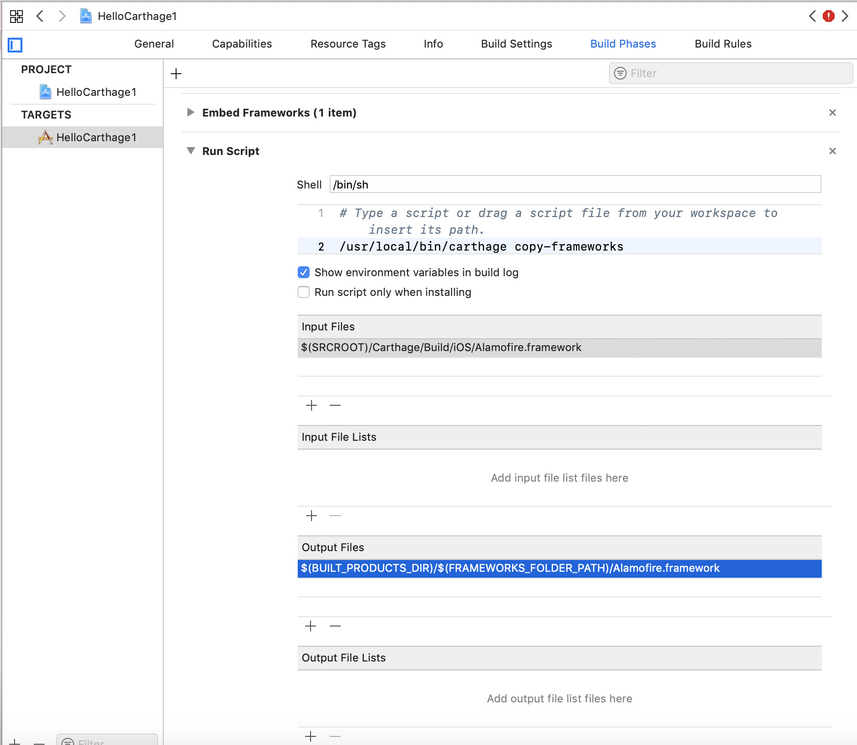 HelloCarthage1
General Capabilities Resource Tags Info Build Settings Build Phases Build Rules
PROJECT
HelloCarthage1
TARGETS
HelloCarthage1
Filter
Embed Frameworks (1 item)
Run Script
Shell /bin/sh
1 # Type a script or drag a script file from your workspace to
insert its path.
2 /usr/local/bin/carthage copy-frameworks
Show environment variables in build log
Run script only when installing
Input Files
$(SRCROOT)/Carthage/Build/iOS/Alamofire.framework
Input File Lists
Add input file list files here
Output Files
$(BUILT_PRODUCTS_DIR)/$(FRAMEWORKS_FOLDER_PATH)/Alamofire.framework
Output File Lists
Add output file list files here
Filter